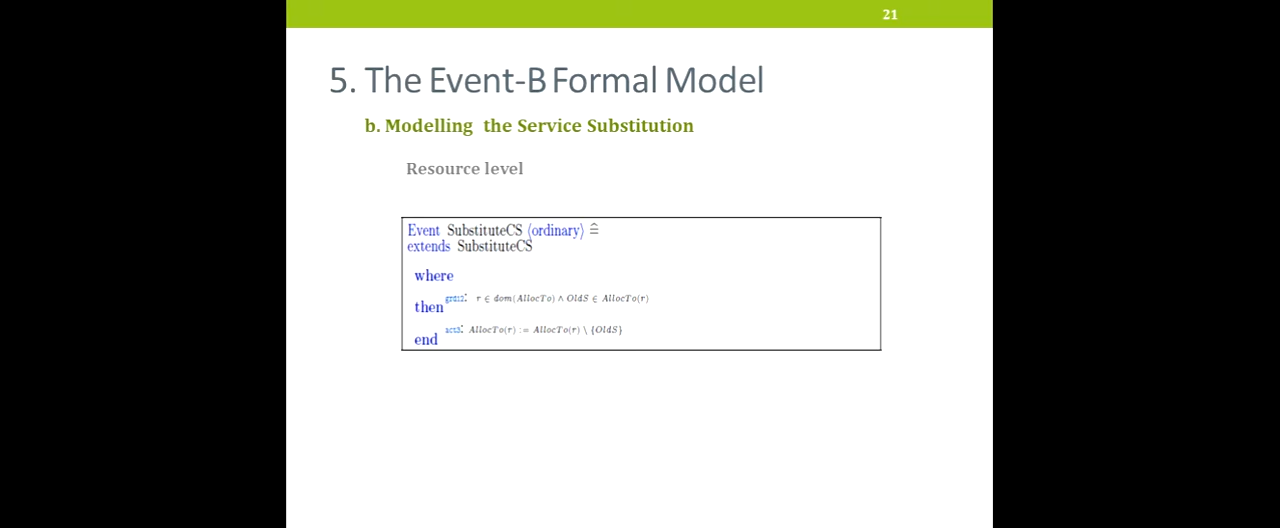 21
5. The Event-B Formal Model
b. Modelling the Service Substitution
Resource level
Event SubstituteCS ⟨ordinary⟩ ≙
extends SubstituteCS
where
grd12: r ∈ dom(AllocTo) ∧ OldS ∈ AllocTo(r)
then
act3: AllocTo(r) := AllocTo(r) \ {OldS}
end